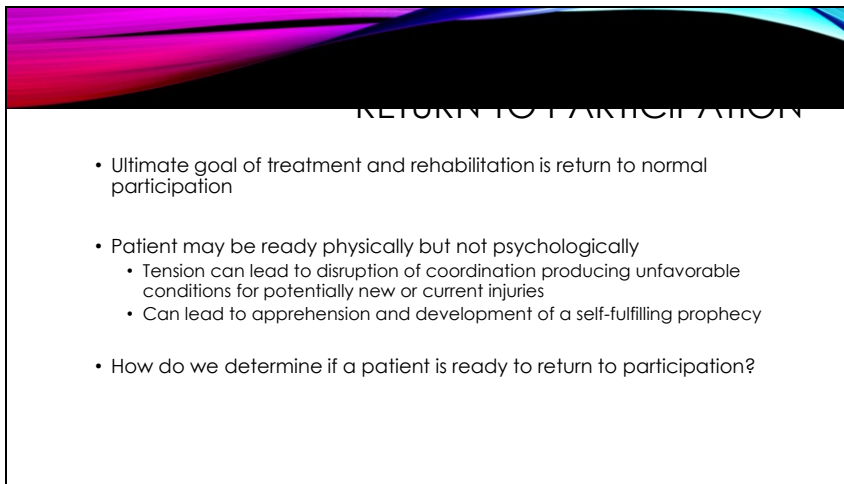 RETURN TO PARTICIPATION
• Ultimate goal of treatment and rehabilitation is return to normal
participation
• Patient may be ready physically but not psychologically
• Tension can lead to disruption of coordination producing unfavorable
conditions for potentially new or current injuries
• Can lead to apprehension and development of a self-fulfilling prophecy
• How do we determine if a patient is ready to return to participation?